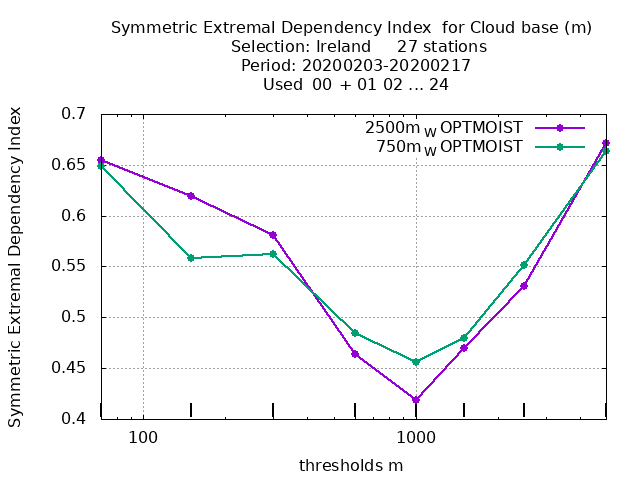 Symmetric Extremal Dependency Index  for Cloud base (m)
Selection: Ireland     27 stations
Period: 20200203-20200217
Used  00 + 01 02 ... 24
2500m W OPTMOIST
750m W OPTMOIST
Symmetric Extremal Dependency Index
0.7
0.65
0.6
0.55
0.5
0.45
0.4
100
1000
thresholds m